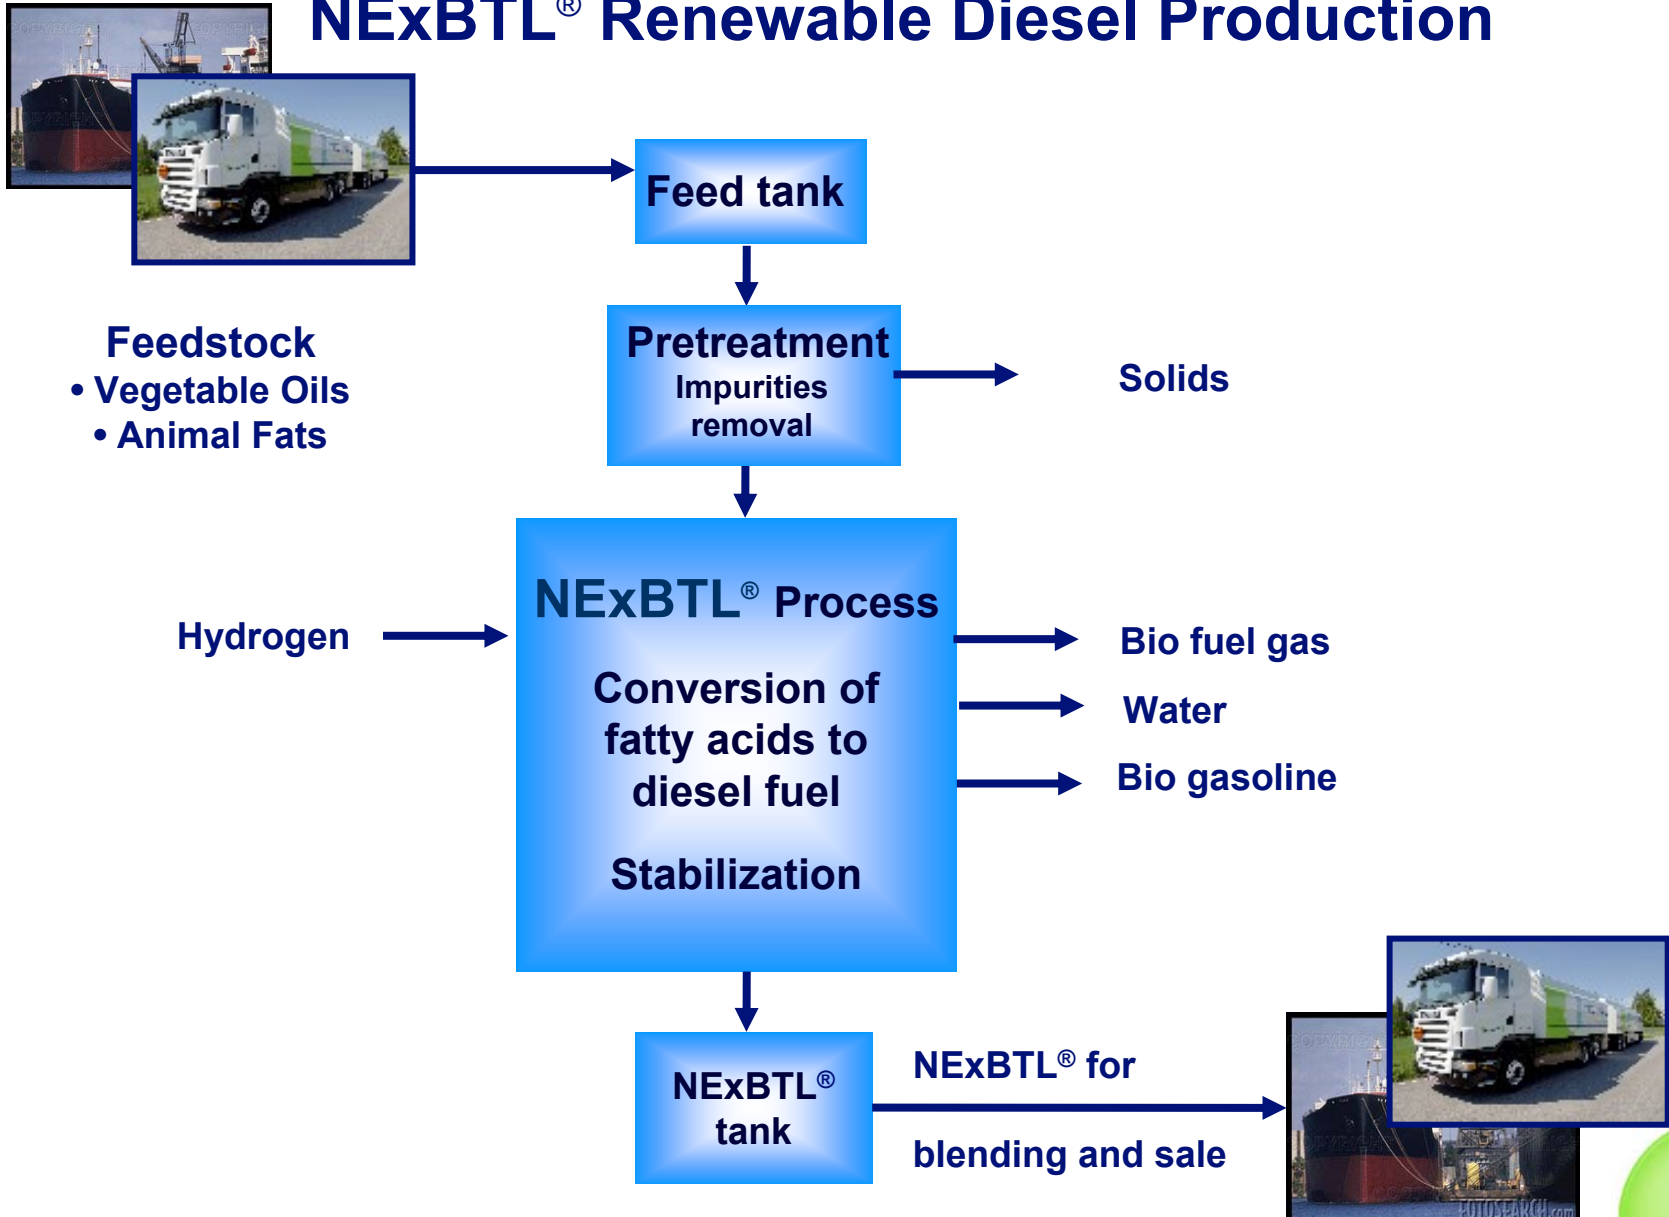 NExBTL® Renewable Diesel Production
Feed tank
Feedstock
• Vegetable Oils
• Animal Fats
Pretreatment
Impurities
removal
Solids
Hydrogen
NExBTL® Process
Conversion of
fatty acids to
diesel fuel
Stabilization
Bio fuel gas
Water
Bio gasoline
NExBTL®
tank
NExBTL® for
blending and sale
FOTOSEARCH.com